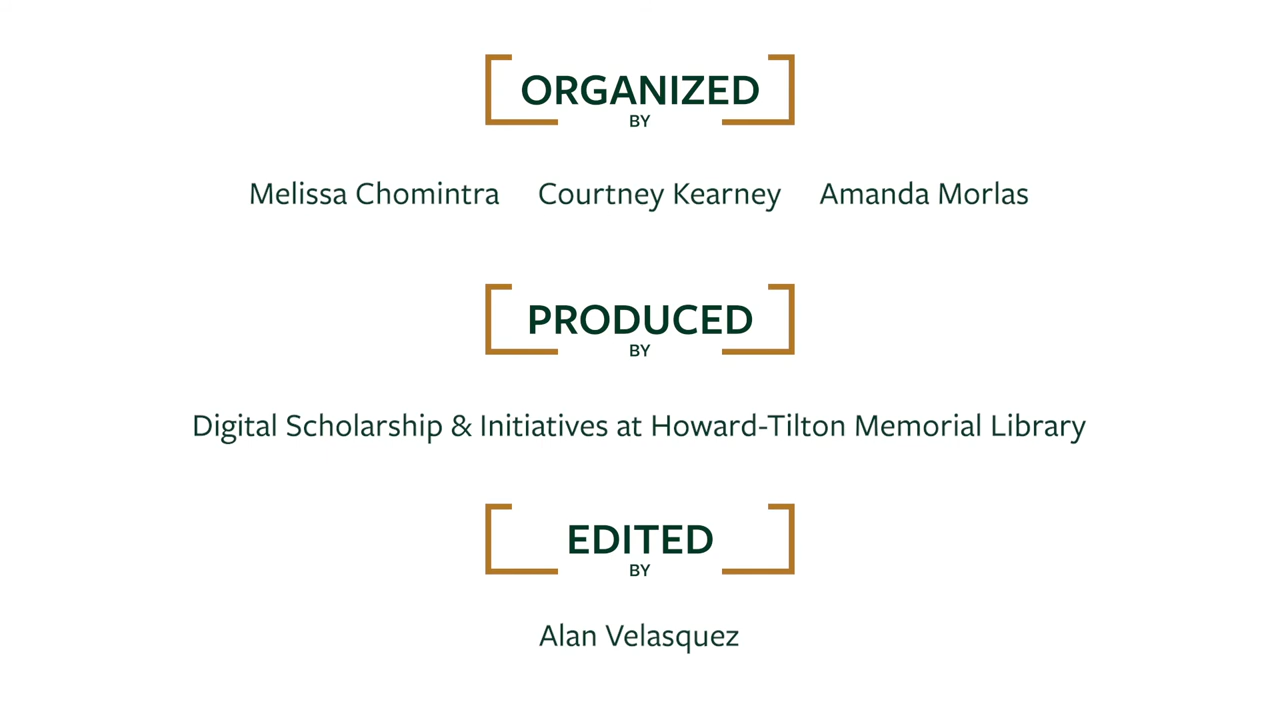 ORGANIZED
BY
Melissa Chomintra Courtney Kearney Amanda Morlas
PRODUCED
BY
Digital Scholarship & Initiatives at Howard-Tilton Memorial Library
EDITED
BY
Alan Velasquez